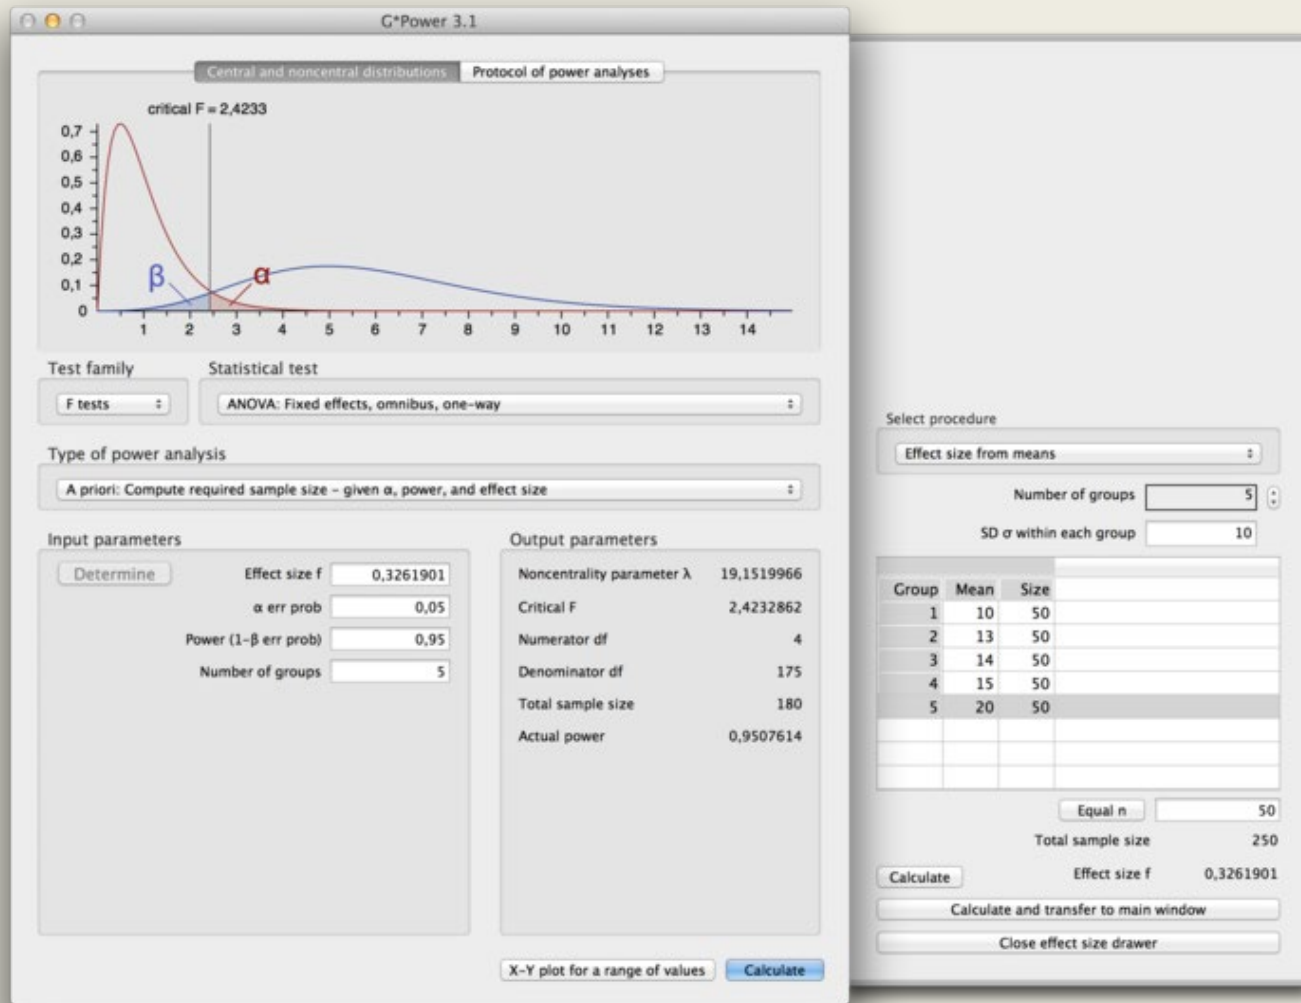 G*Power 3.1
Central and noncentral distributions Protocol of power analyses
critical F = 2,4233
0,7
0,6
0,5
0,4
0,3
0,2
0,1
0
β α
1 2 3 4 5 6 7 8 9 10 11 12 13 14
Test family Statistical test
F tests ANOVA: Fixed effects, omnibus, one-way
Type of power analysis
A priori: Compute required sample size – given α, power, and effect size
Input parameters
Determine Effect size f 0,3261901
α err prob 0,05
Power (1-β err prob) 0,95
Number of groups 5
Output parameters
Noncentrality parameter λ 19,1519966
Critical F 2,4232862
Numerator df 4
Denominator df 175
Total sample size 180
Actual power 0,9507614
X-Y plot for a range of values Calculate
Select procedure
Effect size from means
Number of groups 5
SD σ within each group 10
Group Mean Size
1 10 50
2 13 50
3 14 50
4 15 50
5 20 50
Equal n 50
Total sample size 250
Calculate Effect size f 0,3261901
Calculate and transfer to main window
Close effect size drawer